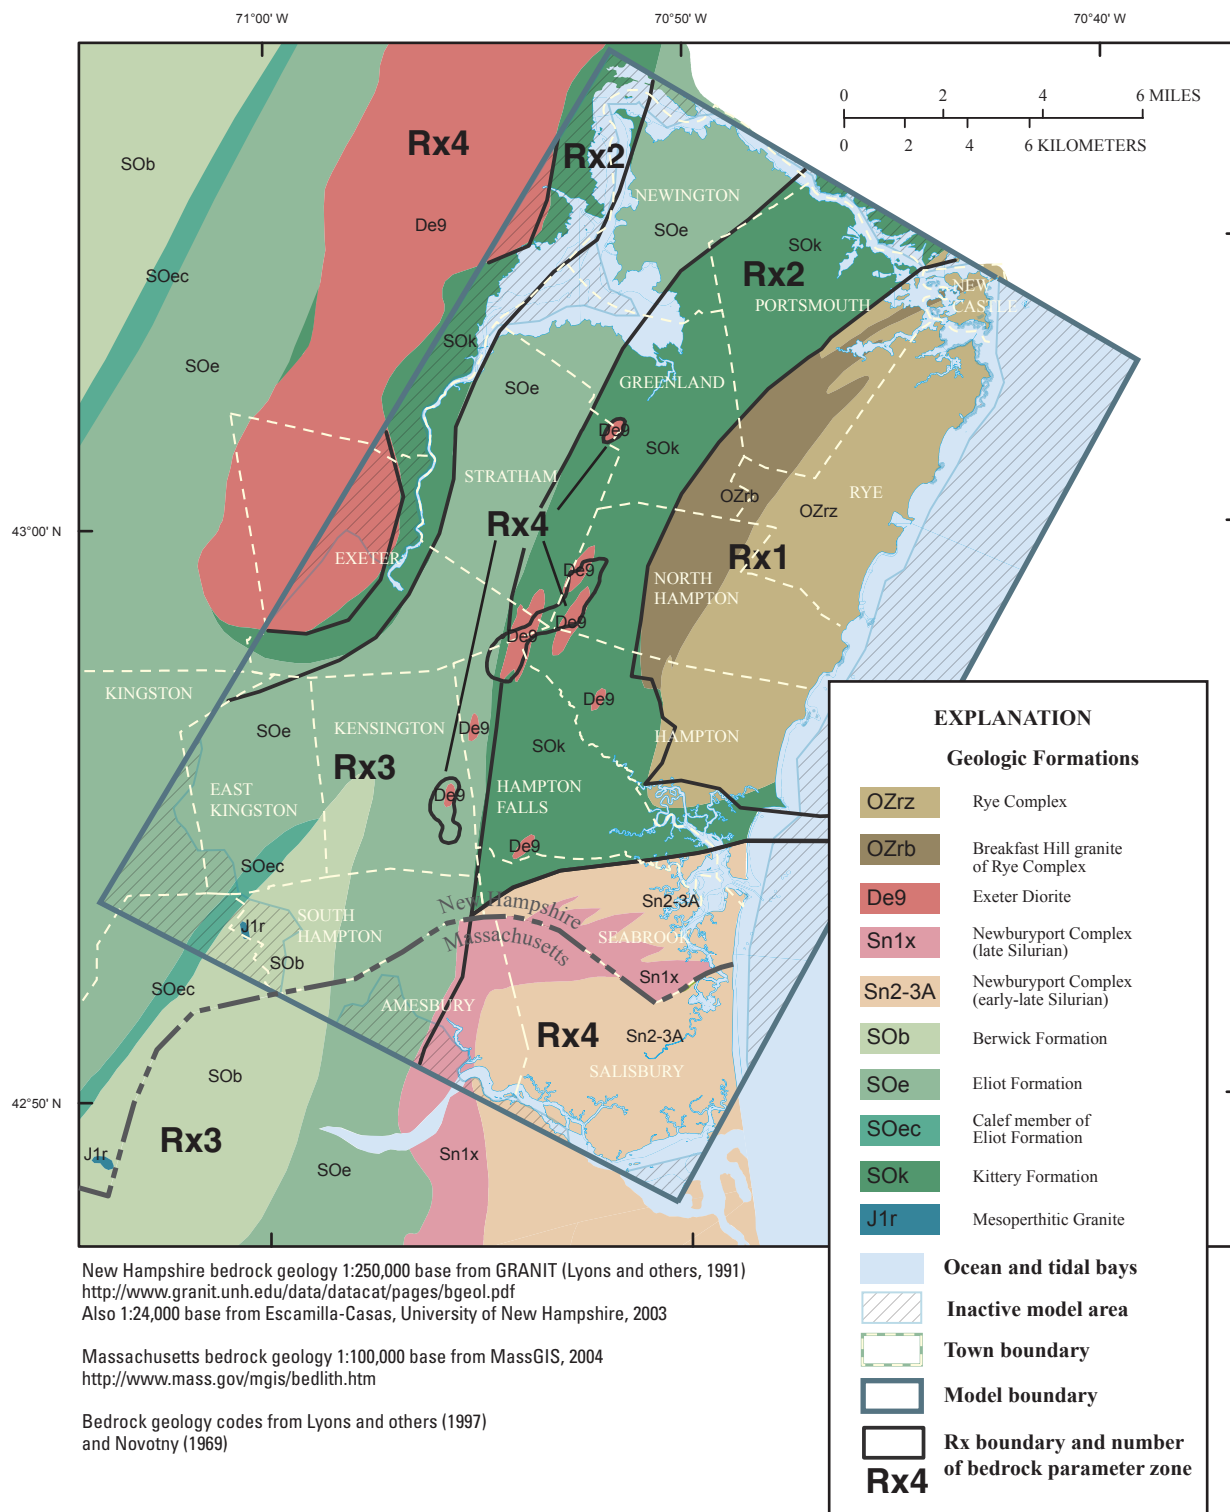 71°00' W
70°50' W
70°40' W
0 2 4 6 MILES
0 2 4 6 KILOMETERS
Rx4
Rx2
SOb
NEWINGTON
De9
SOe
SOk
SOec
Rx2
NEW
CASTLE
PORTSMOUTH
SOk
SOe
SOe
GREENLAND
De9
SOk
STRATHAM
RYE
OZrb
OZrz
Rx4
43°00' N
EXETER
Rx1
De9
NORTH
HAMPTON
De9
De9
KINGSTON
De9
SOe
KENSINGTON
De9
HAMPTON
SOk
Rx3
EAST
KINGSTON
De9
HAMPTON
FALLS
De9
SOec
New Hampshire
Sn2-3A
SOUTH
HAMPTON
J1r
Massachusetts
SEABROOK
SOb
Sn1x
SOec
AMESBURY
Rx4
Sn2-3A
SOb
SALISBURY
42°50' N
Rx3
J1r
SOe
Sn1x
EXPLANATION
Geologic Formations
OZrz Rye Complex
OZrb Breakfast Hill granite
of Rye Complex
De9 Exeter Diorite
Sn1x Newburyport Complex
(late Silurian)
Sn2-3A Newburyport Complex
(early-late Silurian)
SOb Berwick Formation
SOe Eliot Formation
SOec Calef member of
Eliot Formation
SOk Kittery Formation
J1r Mesoperthitic Granite
Ocean and tidal bays
Inactive model area
Town boundary
Model boundary
Rx boundary and number
of bedrock parameter zone
Rx4
New Hampshire bedrock geology 1:250,000 base from GRANIT (Lyons and others, 1991)
http://www.granit.unh.edu/data/datacat/pages/bgeol.pdf
Also 1:24,000 base from Escamilla-Casas, University of New Hampshire, 2003
Massachusetts bedrock geology 1:100,000 base from MassGIS, 2004
http://www.mass.gov/mgis/bedlith.htm
Bedrock geology codes from Lyons and others (1997)
and Novotny (1969)